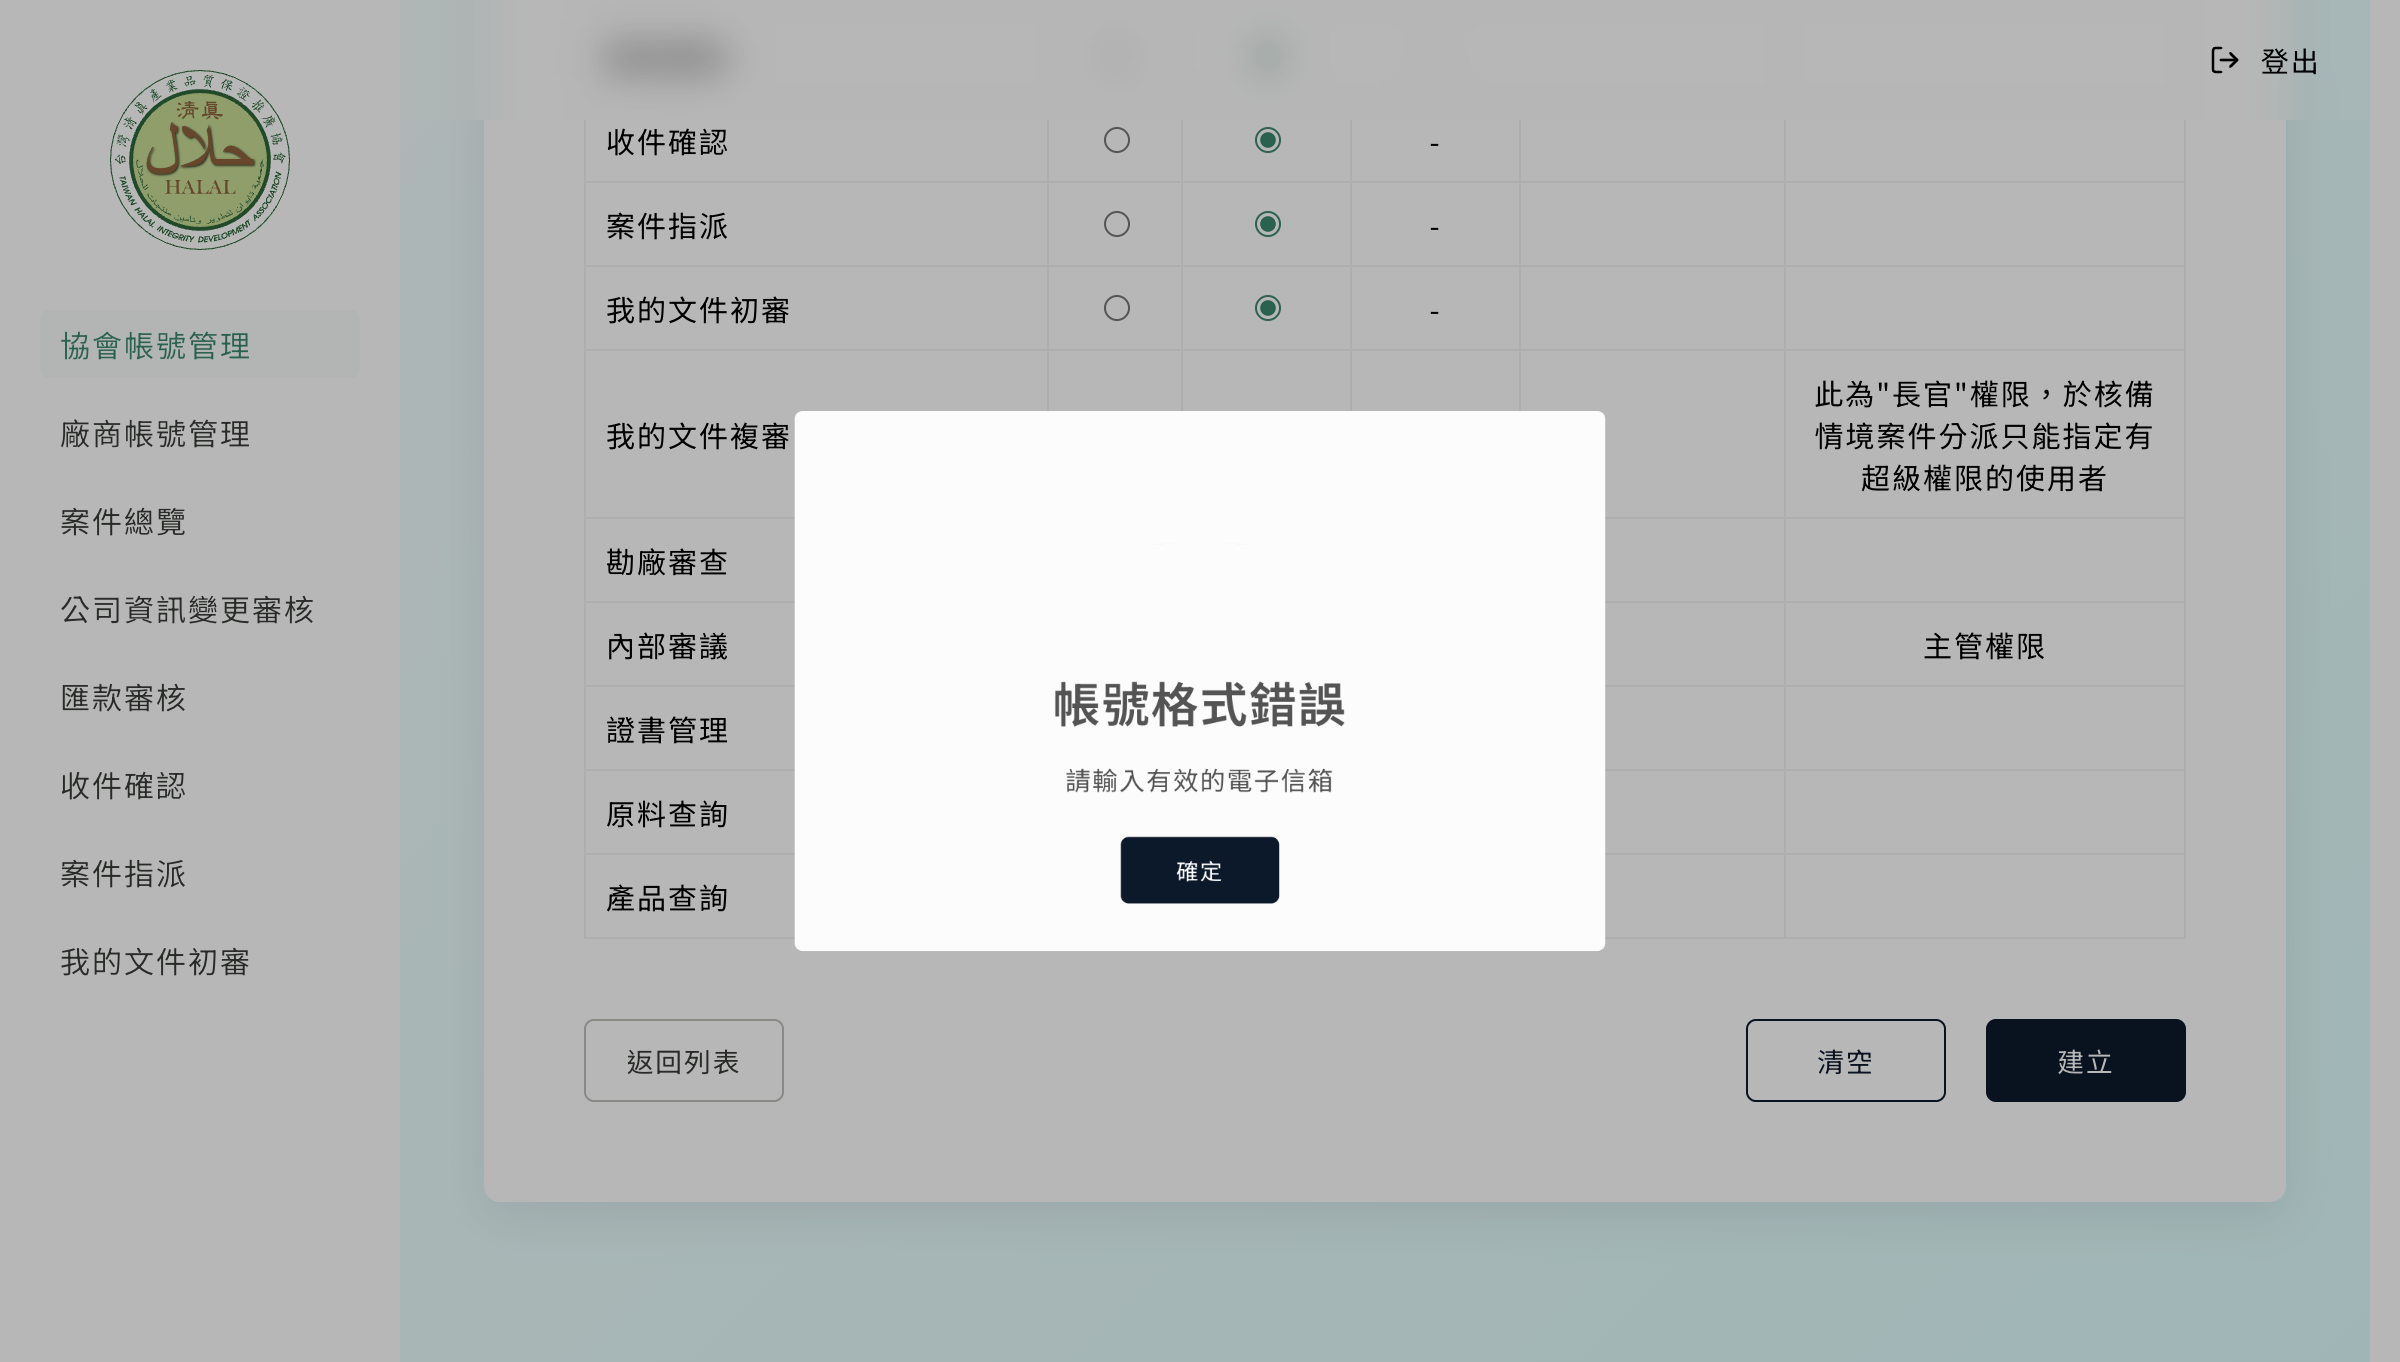 登出
台灣清真產業品質保證推廣協會
清真
حلال
HALAL
TAIWAN HALAL INTEGRITY DEVELOPMENT ASSOCIATION
協會帳號管理
廠商帳號管理
案件總覽
公司資訊變更審核
匯款審核
收件確認
案件指派
我的文件初審
收件確認 -
案件指派 -
我的文件初審 -
我的文件複審
此為"長官"權限，於核備
情境案件分派只能指定有
超級權限的使用者
勘廠審查
內部審議 主管權限
證書管理
原料查詢
產品查詢
帳號格式錯誤
請輸入有效的電子信箱
確定
返回列表 清空 建立